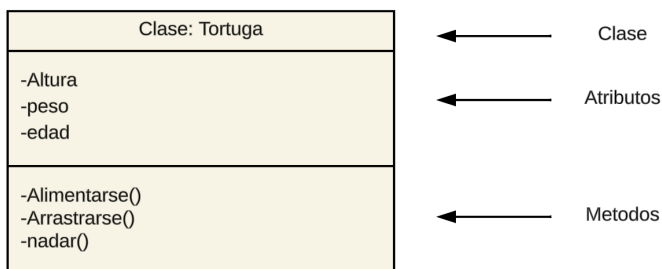 Clase: Tortuga
Clase
-Altura
-peso
-edad
Atributos
-Alimentarse()
-Arrastrarse()
-nadar()
Metodos